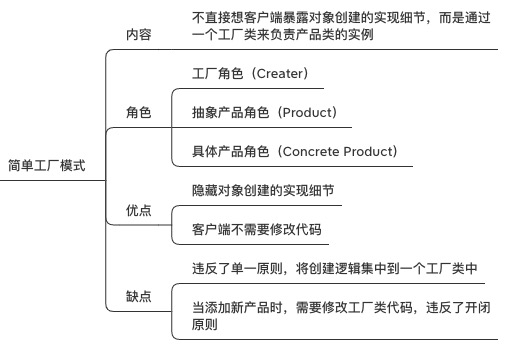 简单工厂模式
内容
不直接想客户端暴露对象创建的实现细节，而是通过
一个工厂类来负责产品类的实例
角色
工厂角色（Creater）
抽象产品角色（Product）
具体产品角色（Concrete Product）
优点
隐藏对象创建的实现细节
客户端不需要修改代码
缺点
违反了单一原则，将创建逻辑集中到一个工厂类中
当添加新产品时，需要修改工厂类代码，违反了开闭
原则